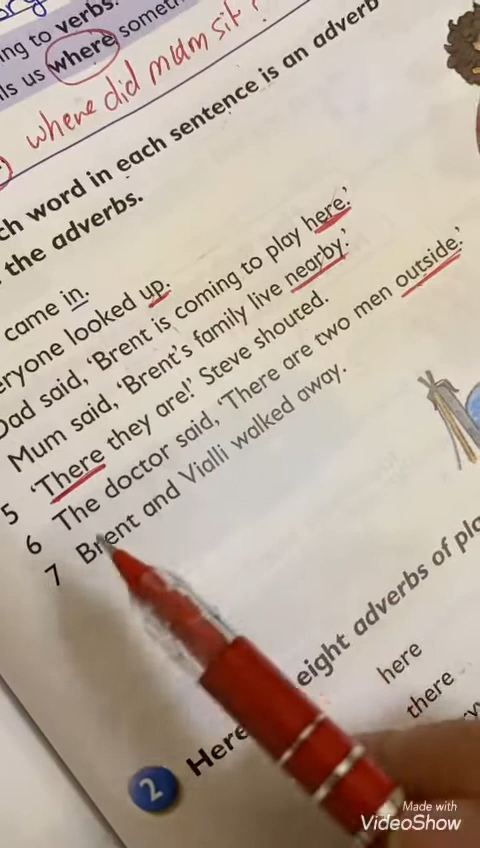 ing to verbs.
us where someth
where did mum sit?
ch word in each sentence is an adverb
the adverbs.
came in.
eryone looked up.
Dad said, 'Brent is coming to play here.'
Mum said, 'Brent's family live nearby.'
5 'There they are!' Steve shouted.
6 The doctor said, 'There are two men outside.'
7 Brent and Vialli walked away.
2 Here eight adverbs of pla
here
there
Made with
VideoShow